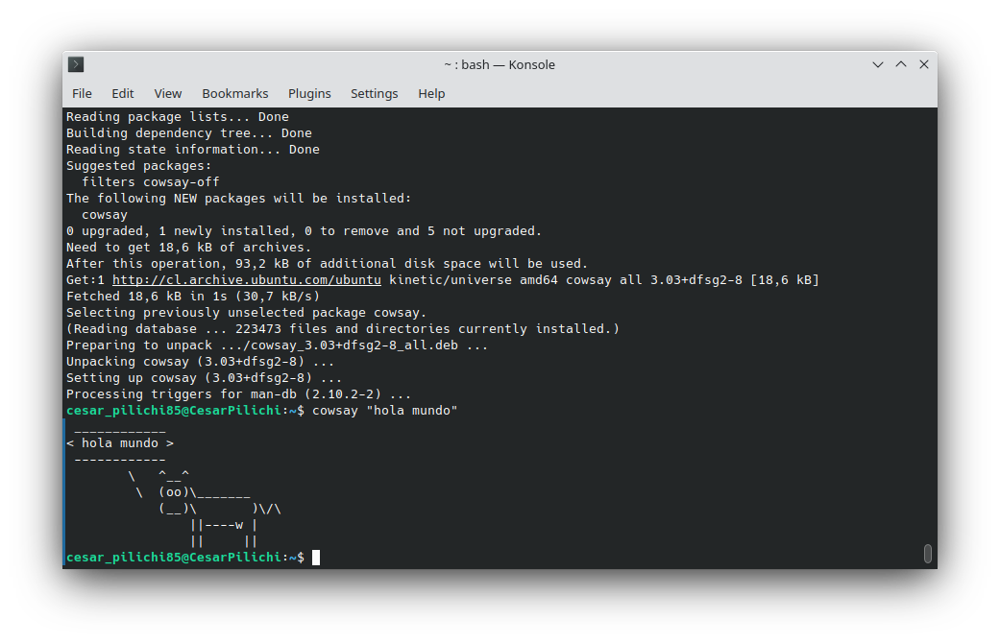 ~ : bash — Konsole
File Edit View Bookmarks Plugins Settings Help
Reading package lists... Done
Building dependency tree... Done
Reading state information... Done
Suggested packages:
  filters cowsay-off
The following NEW packages will be installed:
  cowsay
0 upgraded, 1 newly installed, 0 to remove and 5 not upgraded.
Need to get 18,6 kB of archives.
After this operation, 93,2 kB of additional disk space will be used.
Get:1 http://cl.archive.ubuntu.com/ubuntu kinetic/universe amd64 cowsay all 3.03+dfsg2-8 [18,6 kB]
Fetched 18,6 kB in 1s (30,7 kB/s)
Selecting previously unselected package cowsay.
(Reading database ... 223473 files and directories currently installed.)
Preparing to unpack .../cowsay_3.03+dfsg2-8_all.deb ...
Unpacking cowsay (3.03+dfsg2-8) ...
Setting up cowsay (3.03+dfsg2-8) ...
Processing triggers for man-db (2.10.2-2) ...
cesar_pilichi85@CesarPilichi:~$ cowsay "hola mundo"
 ____________
< hola mundo >
 ------------
        \   ^__^
         \  (oo)\_______
            (__)\       )\/\
                ||----w |
                ||     ||
cesar_pilichi85@CesarPilichi:~$